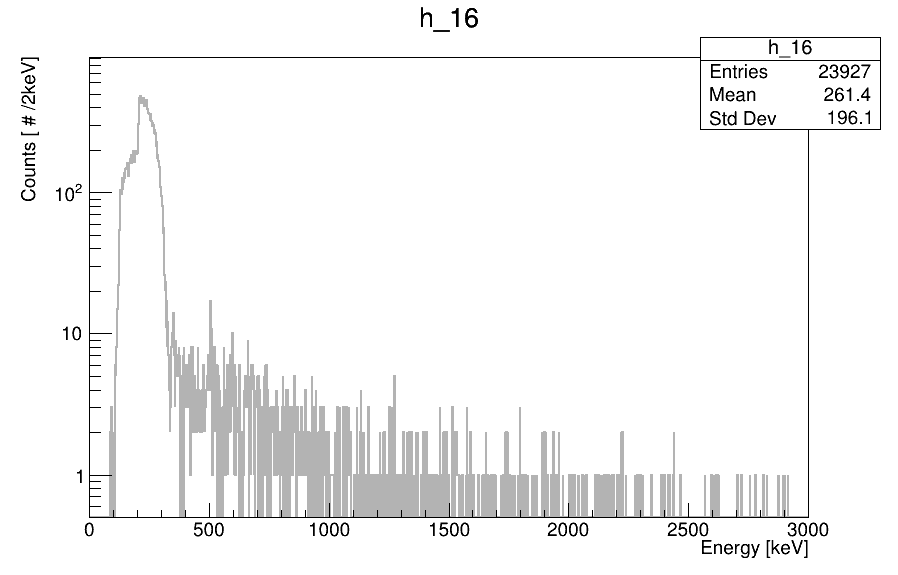 h_16
h_16
Entries 23927
Mean 261.4
Std Dev 196.1
Counts [ # /2keV]
10²
10
1
0 500 1000 1500 2000 2500 3000
Energy [keV]